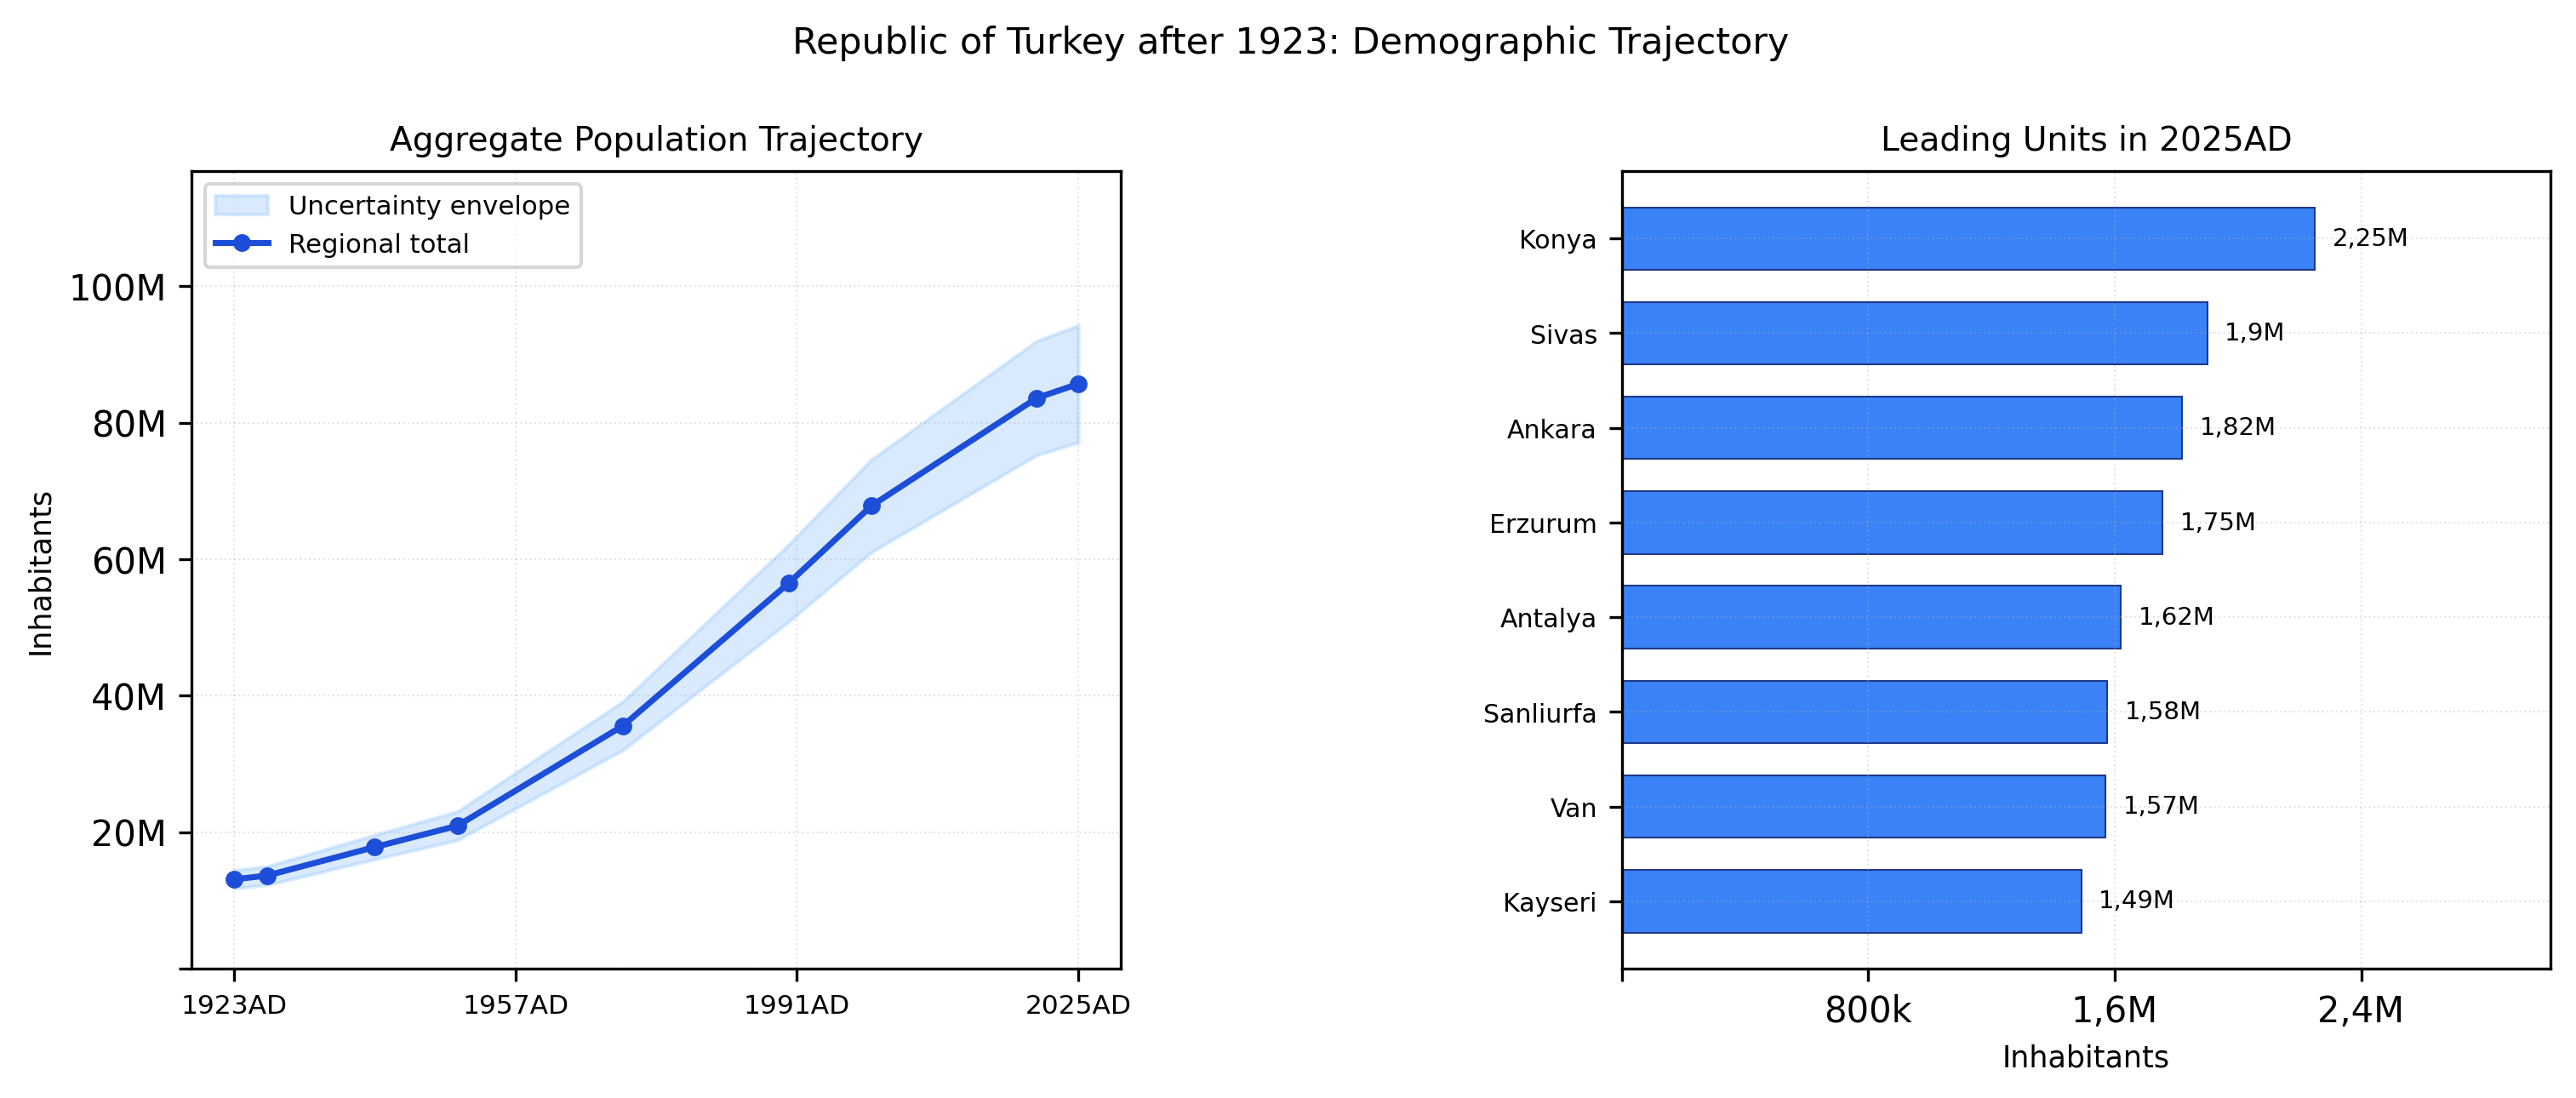 Republic of Turkey after 1923: Demographic Trajectory
Aggregate Population Trajectory
Uncertainty envelope
Regional total
100M
80M
60M
40M
20M
Inhabitants
1923AD
1957AD
1991AD
2025AD
Leading Units in 2025AD
Konya 2,25M
Sivas 1,9M
Ankara 1,82M
Erzurum 1,75M
Antalya 1,62M
Sanliurfa 1,58M
Van 1,57M
Kayseri 1,49M
800k
1,6M
2,4M
Inhabitants